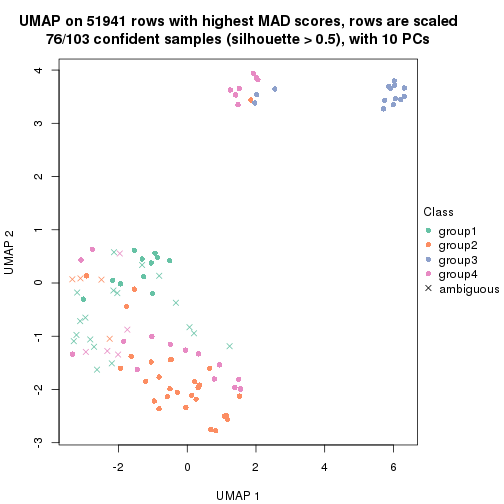 UMAP on 51941 rows with highest MAD scores, rows are scaled
76/103 confident samples (silhouette > 0.5), with 10 PCs
4
3
2
1
0
-1
-2
-3
UMAP 2
-2
0
2
4
6
UMAP 1
Class
group1
group2
group3
group4
ambiguous